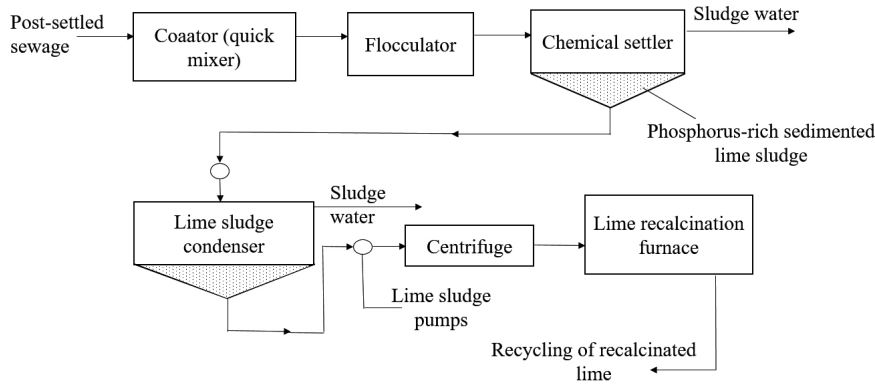 Post-settled
sewage
Coaator (quick
mixer)
Flocculator
Chemical settler
Sludge water
Phosphorus-rich sedimented
lime sludge
Lime sludge
condenser
Sludge
water
Centrifuge
Lime recalcination
furnace
Lime sludge
pumps
Recycling of recalcinated
lime